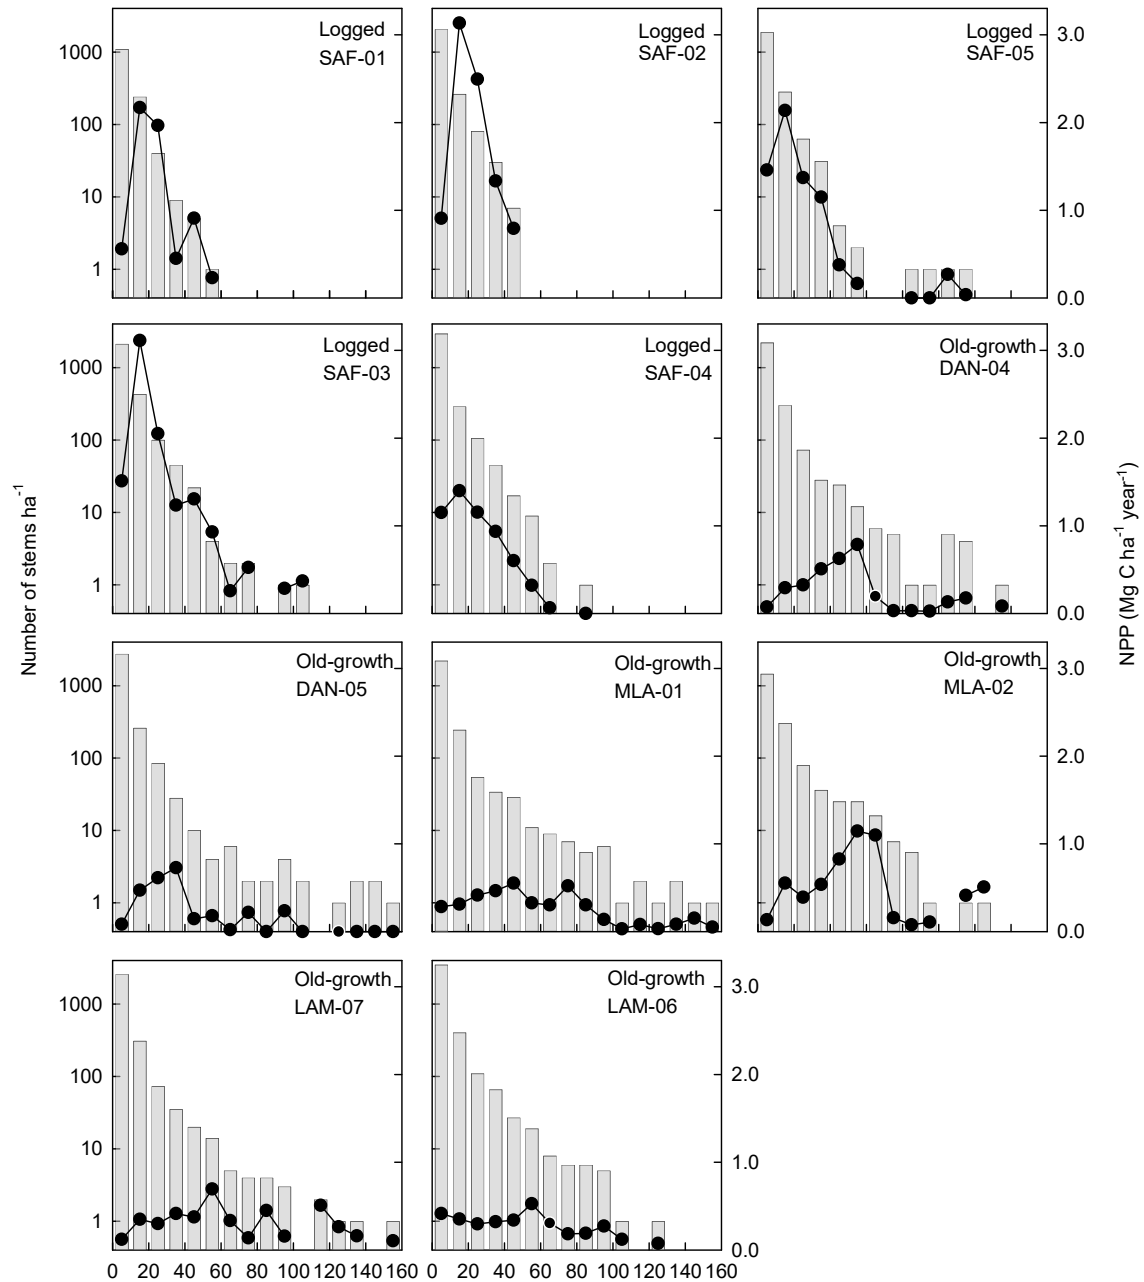 Logged
SAF-01
Logged
SAF-02
Logged
SAF-05
1000
100
10
1
3.0
2.0
1.0
0.0
Logged
SAF-03
Logged
SAF-04
Old-growth
DAN-04
1000
100
10
1
3.0
2.0
1.0
0.0
Number of stems ha⁻¹
NPP (Mg C ha⁻¹ year⁻¹)
Old-growth
DAN-05
Old-growth
MLA-01
Old-growth
MLA-02
1000
100
10
1
3.0
2.0
1.0
0.0
Old-growth
LAM-07
Old-growth
LAM-06
1000
100
10
1
3.0
2.0
1.0
0.0
0 20 40 60 80 100 120 140 160 0 20 40 60 80 100 120 140 160